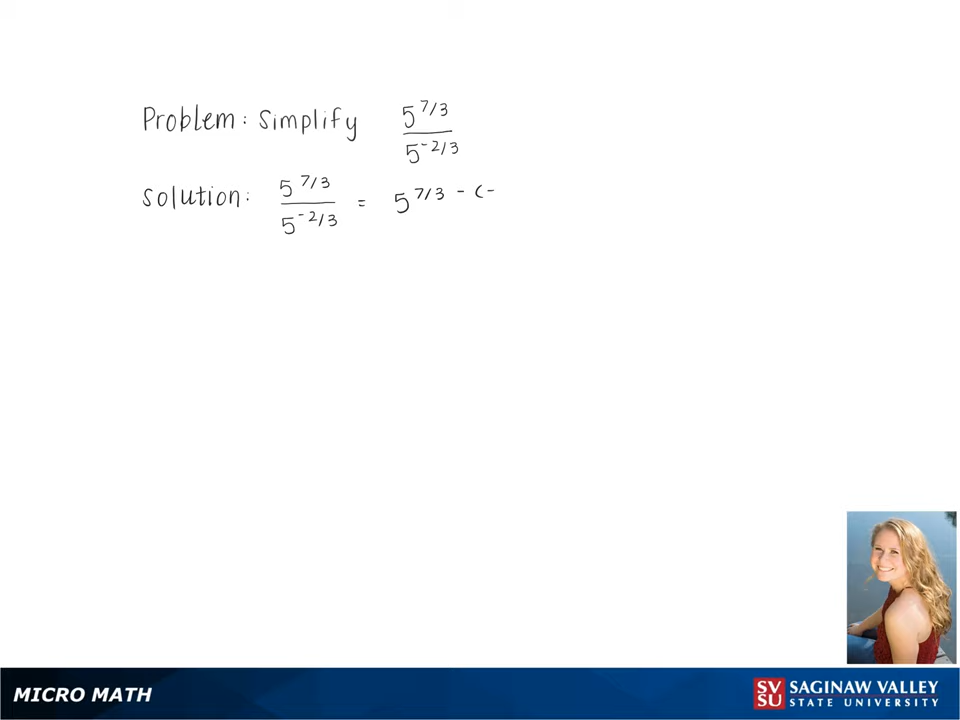 Problem: Simplify 5^7/3 / 5^-2/3
Solution: 5^7/3 / 5^-2/3 = 5^7/3 - (-
MICRO MATH
SVSU SAGINAW VALLEY
STATE UNIVERSITY